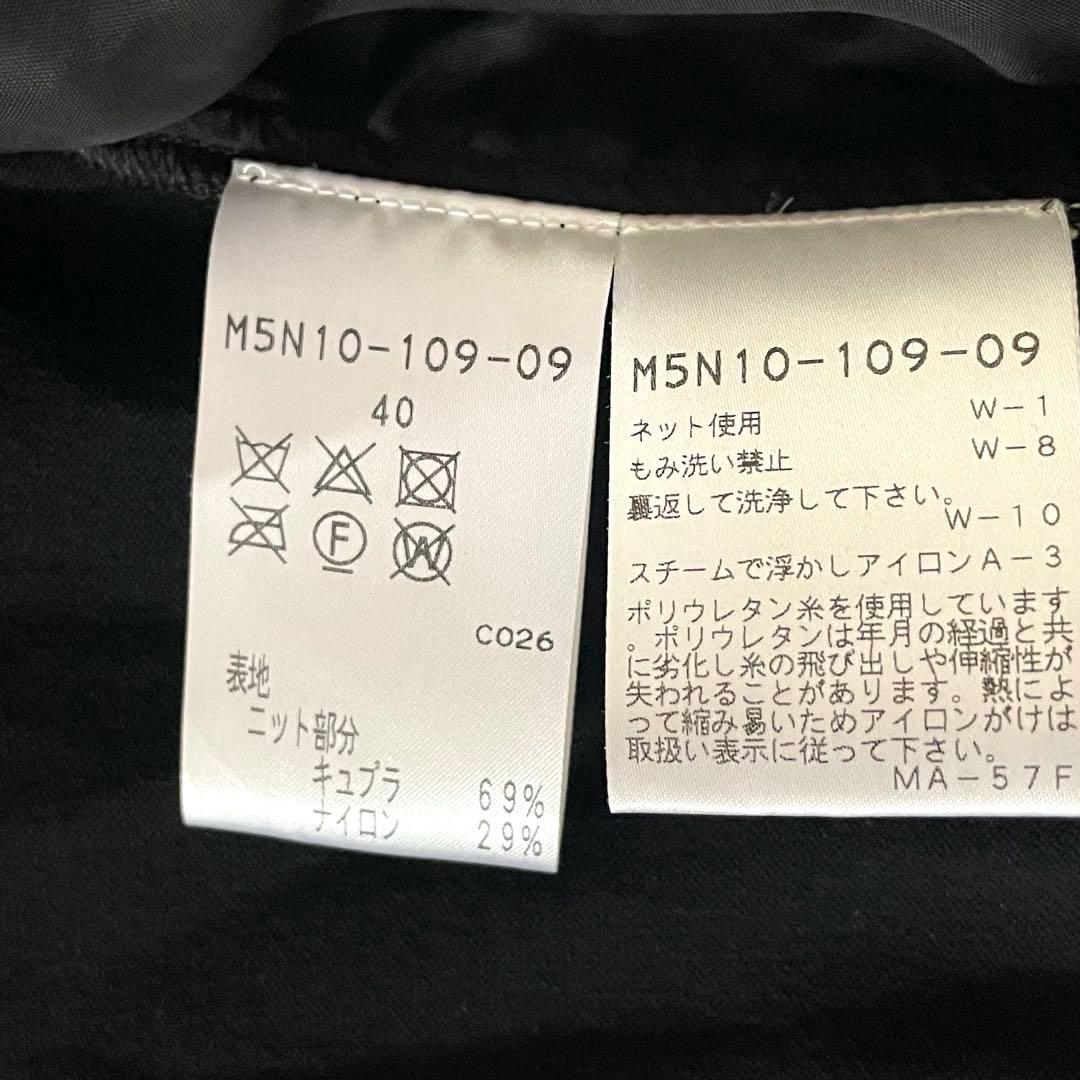 M5N10-109-09
40
F
W
C026
表地
ニット部分
キュプラ 69%
ナイロン 29%
M5N10-109-09
ネット使用 W-1
もみ洗い禁止 W-8
裏返して洗浄して下さい。
W-10
スチームで浮かしアイロンA-3
ポリウレタン糸を使用しています
。ポリウレタンは年月の経過と共
に劣化し糸の飛び出しや伸縮性が
失われることがあります。熱によ
って縮み易いためアイロンがけは
取扱い表示に従って下さい。
MA-57F